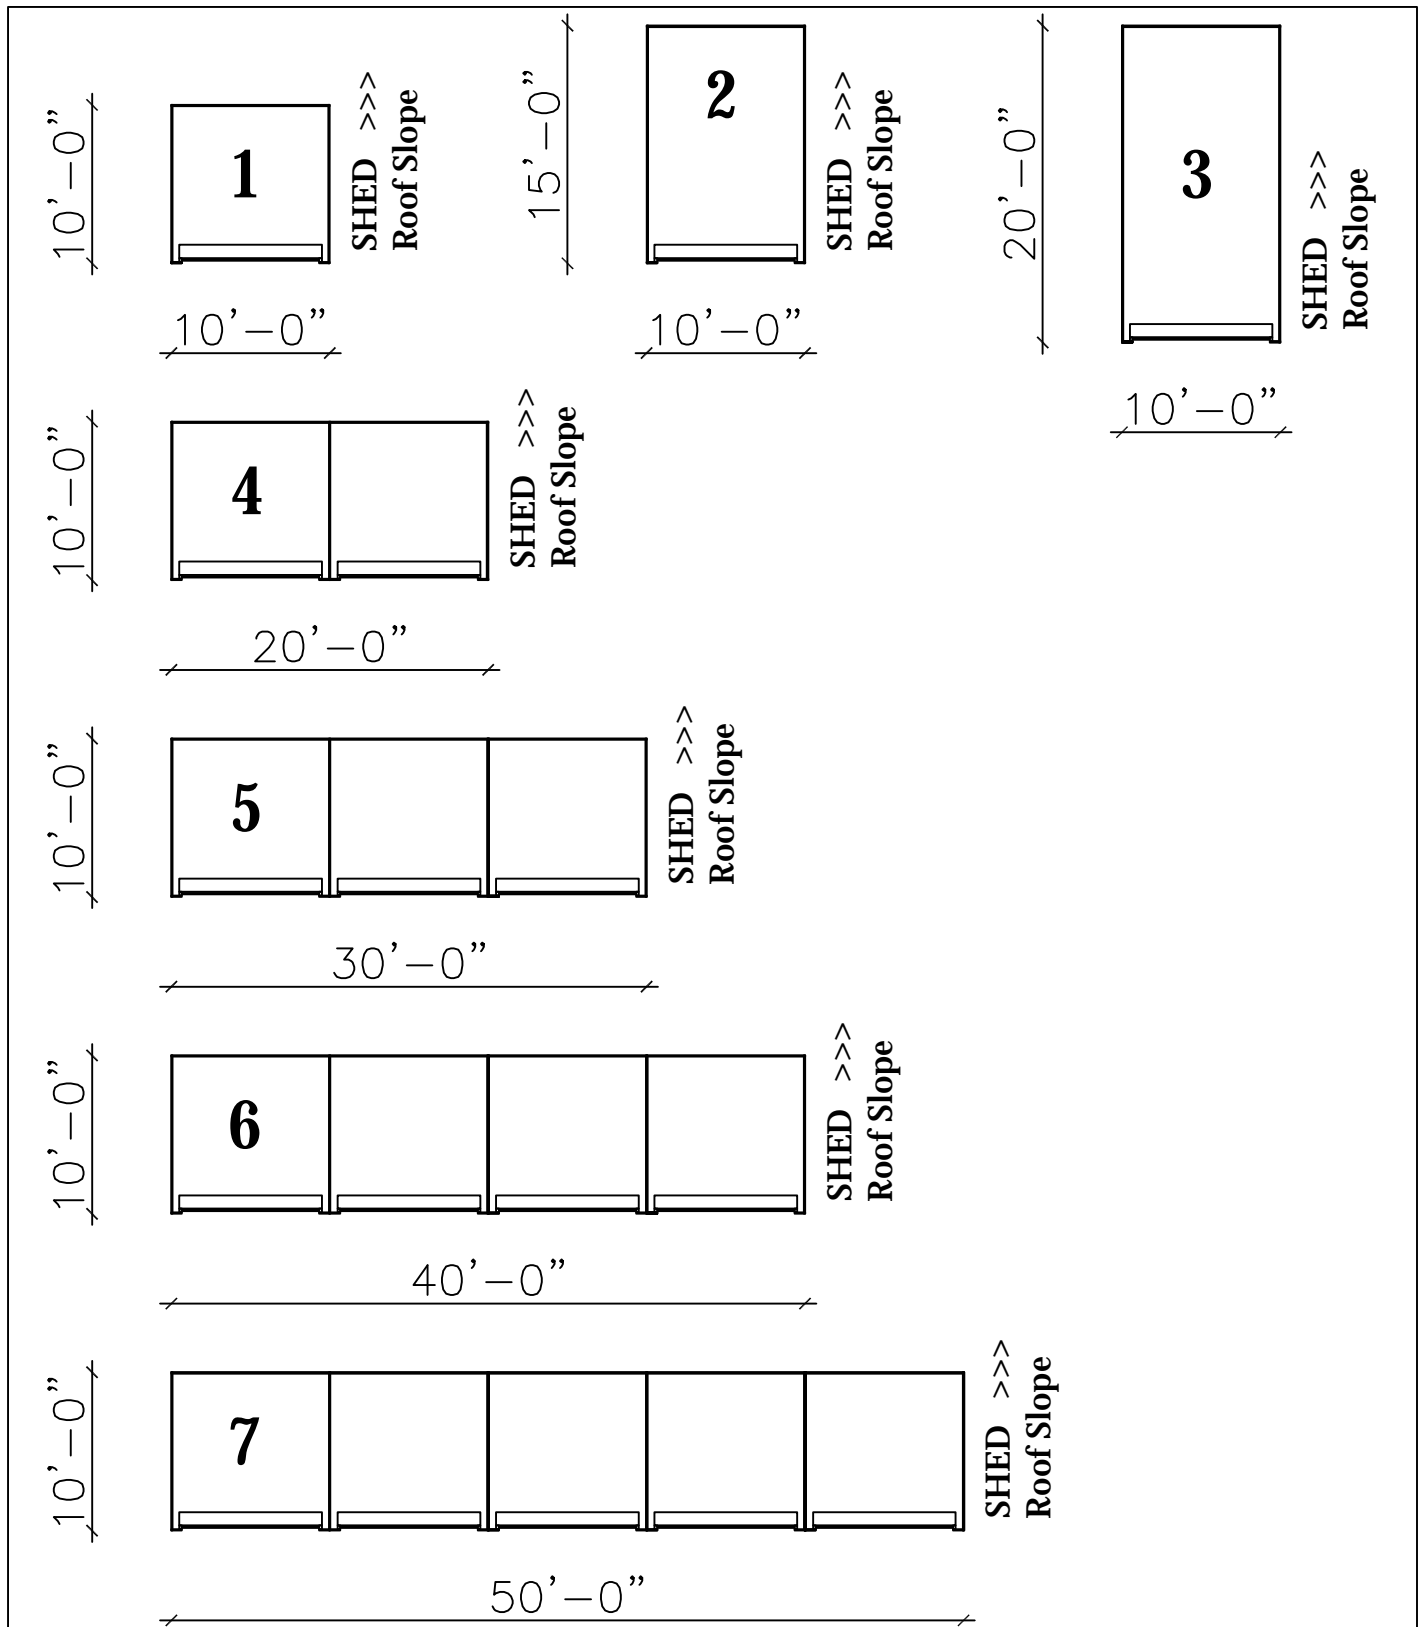 10’-0”
1
SHED >>>
Roof Slope
10’-0”
15’-0”
2
SHED >>>
Roof Slope
10’-0”
20’-0”
3
SHED >>>
Roof Slope
10’-0”
10’-0”
4
SHED >>>
Roof Slope
20’-0”
10’-0”
5
SHED >>>
Roof Slope
30’-0”
10’-0”
6
SHED >>>
Roof Slope
40’-0”
10’-0”
7
SHED >>>
Roof Slope
50’-0”